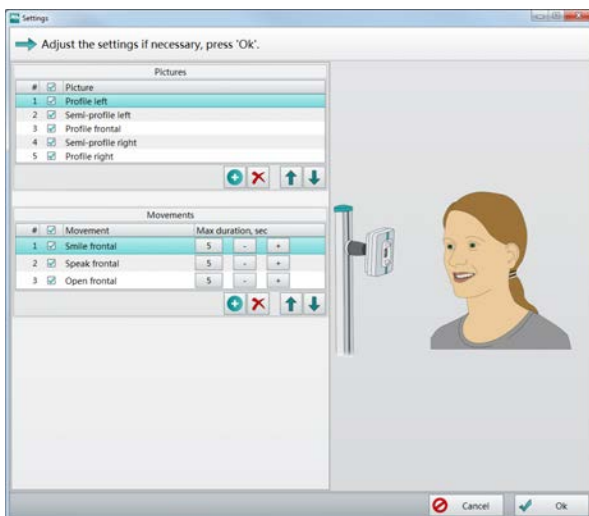 Settings
Adjust the settings if necessary, press 'Ok'.
Pictures
# Picture
1 Profile left
2 Semi-profile left
3 Profile frontal
4 Semi-profile right
5 Profile right
Movements
# Movement Max duration, sec
1 Smile frontal 5 - +
2 Speak frontal 5 - +
3 Open frontal 5 - +
Cancel Ok